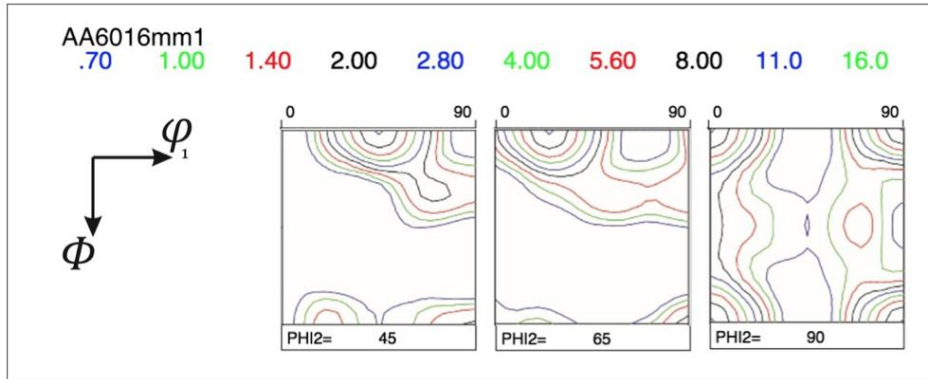 AA6016mm1
.70 1.00 1.40 2.00 2.80 4.00 5.60 8.00 11.0 16.0
φ1
Φ
0 90 0 90 0 90
PHI2= 45 PHI2= 65 PHI2= 90